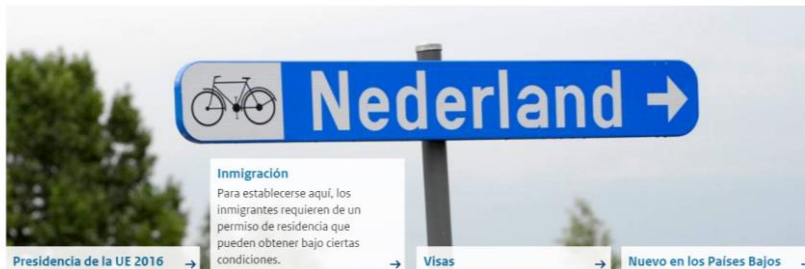 Nederland →
Inmigración
Para establecerse aquí, los
inmigrantes requieren de un
permiso de residencia que
pueden obtener bajo ciertas
condiciones. →
Presidencia de la UE 2016 →
Visas →
Nuevo en los Países Bajos